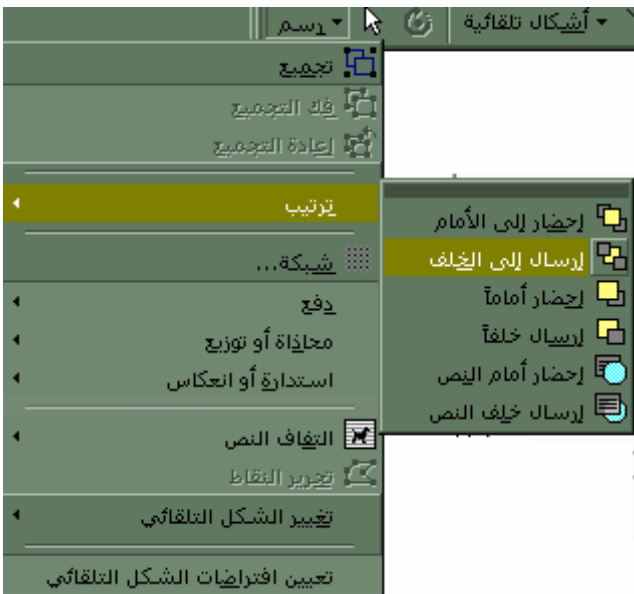 رسم أشكال تلقائية
تجميع
فك التجميع
إعادة التجميع
ترتيب
شبكة...
دفع
محاذاة أو توزيع
استدارة أو انعكاس
التفاف النص
تحرير النقاط
تغيير الشكل التلقائي
تعيين افتراضات الشكل التلقائي
إحضار إلى الأمام
إرسال إلى الخلف
إحضار أماماً
إرسال خلفاً
إحضار أمام النص
إرسال خلف النص